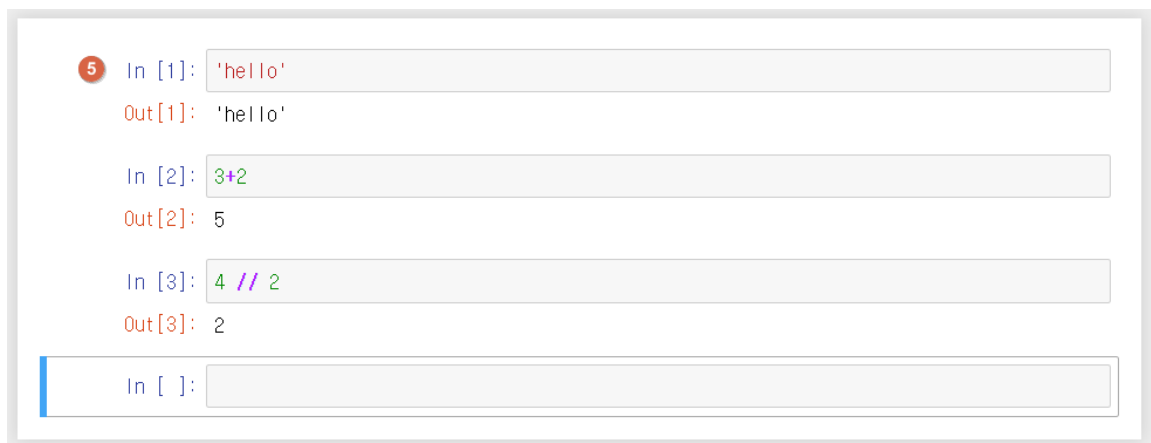 5 In [1]: 'hello'
Out[1]: 'hello'
In [2]: 3+2
Out[2]: 5
In [3]: 4 // 2
Out[3]: 2
In [ ]: